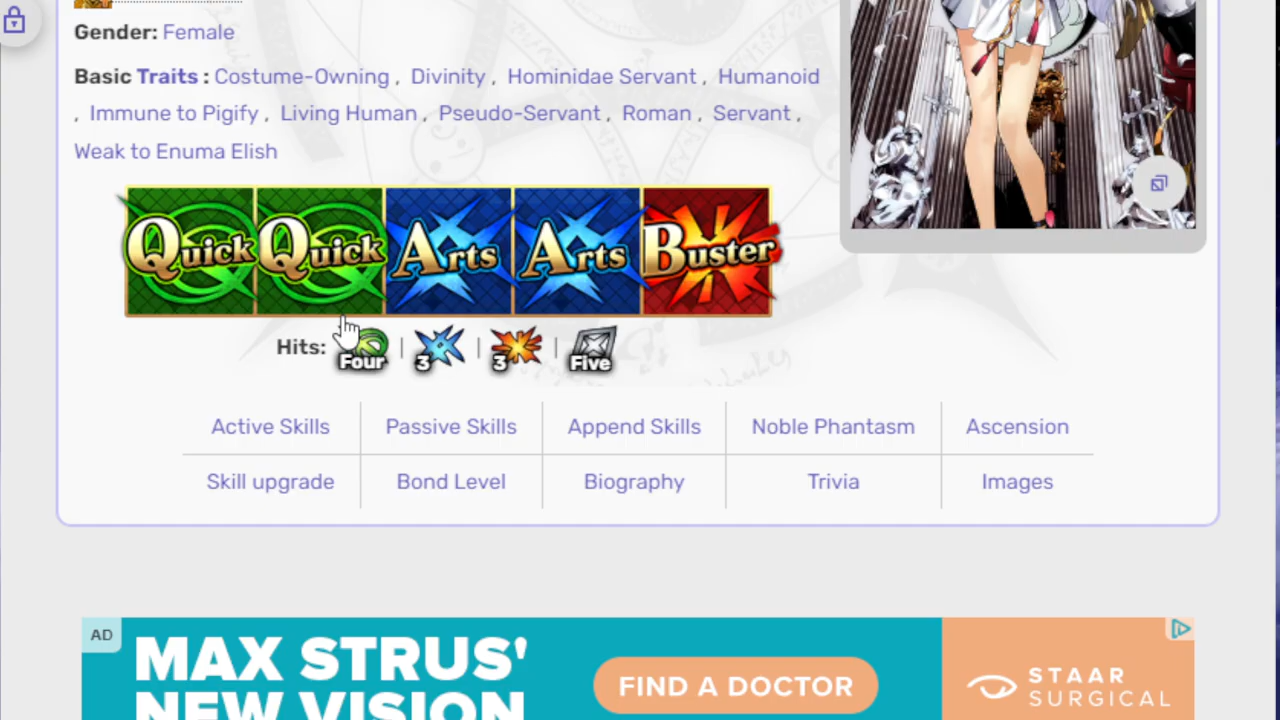 Gender: Female
Basic Traits : Costume-Owning , Divinity , Hominidae Servant , Humanoid
, Immune to Pigify , Living Human , Pseudo-Servant , Roman , Servant ,
Weak to Enuma Elish
Quick Quick Arts Arts Buster
Hits: Four | 3 | 3 | Five
Active Skills Passive Skills Append Skills Noble Phantasm Ascension
Skill upgrade Bond Level Biography Trivia Images
AD
MAX STRUS'
NEW VISION
FIND A DOCTOR
STAAR
SURGICAL